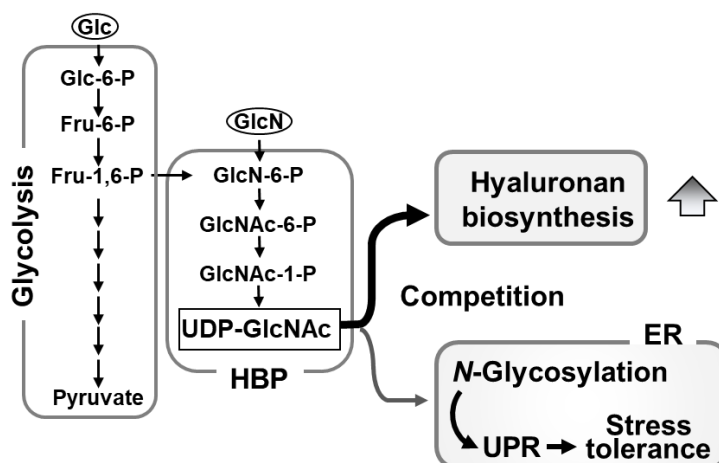 Glc
Glc-6-P
Fru-6-P
Fru-1,6-P
Pyruvate
Glycolysis
GlcN
GlcN-6-P
GlcNAc-6-P
GlcNAc-1-P
UDP-GlcNAc
HBP
Hyaluronan
biosynthesis
Competition
ER
N-Glycosylation
UPR
Stress
tolerance